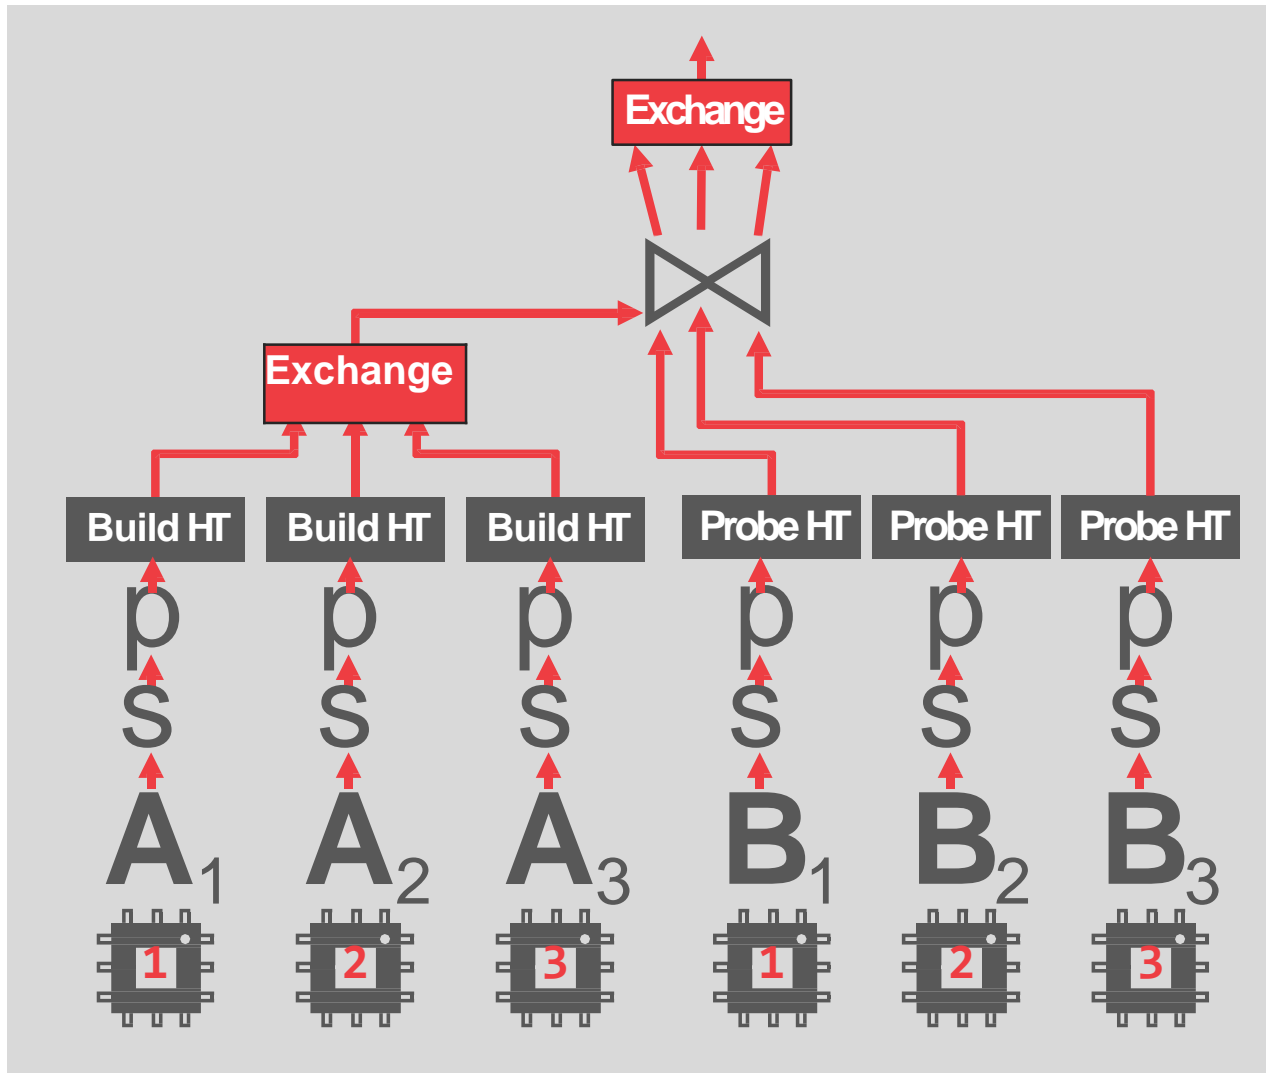 Exchange
Exchange
Build HT Build HT Build HT Probe HT Probe HT Probe HT
p p p p p p
s s s s s s
A1 A2 A3 B1 B2 B3
1 2 3 1 2 3